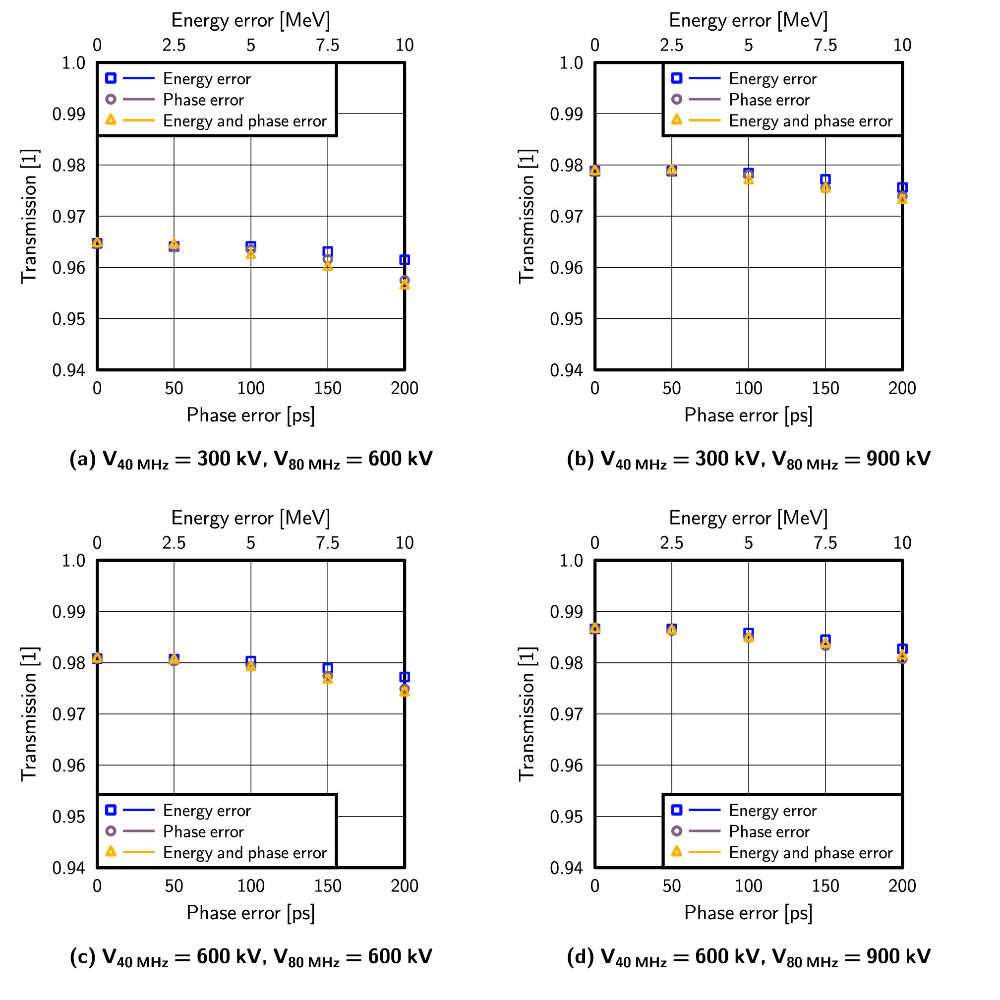 Energy error [MeV]
0 2.5 5 7.5 10
1.0
0.99
0.98
0.97
0.96
0.95
0.94
Transmission [1]
Energy error
Phase error
Energy and phase error
0 50 100 150 200
Phase error [ps]
(a) V40 MHz = 300 kV, V80 MHz = 600 kV
Energy error [MeV]
0 2.5 5 7.5 10
1.0
0.99
0.98
0.97
0.96
0.95
0.94
Transmission [1]
Energy error
Phase error
Energy and phase error
0 50 100 150 200
Phase error [ps]
(b) V40 MHz = 300 kV, V80 MHz = 900 kV
Energy error [MeV]
0 2.5 5 7.5 10
1.0
0.99
0.98
0.97
0.96
0.95
0.94
Transmission [1]
Energy error
Phase error
Energy and phase error
0 50 100 150 200
Phase error [ps]
(c) V40 MHz = 600 kV, V80 MHz = 600 kV
Energy error [MeV]
0 2.5 5 7.5 10
1.0
0.99
0.98
0.97
0.96
0.95
0.94
Transmission [1]
Energy error
Phase error
Energy and phase error
0 50 100 150 200
Phase error [ps]
(d) V40 MHz = 600 kV, V80 MHz = 900 kV